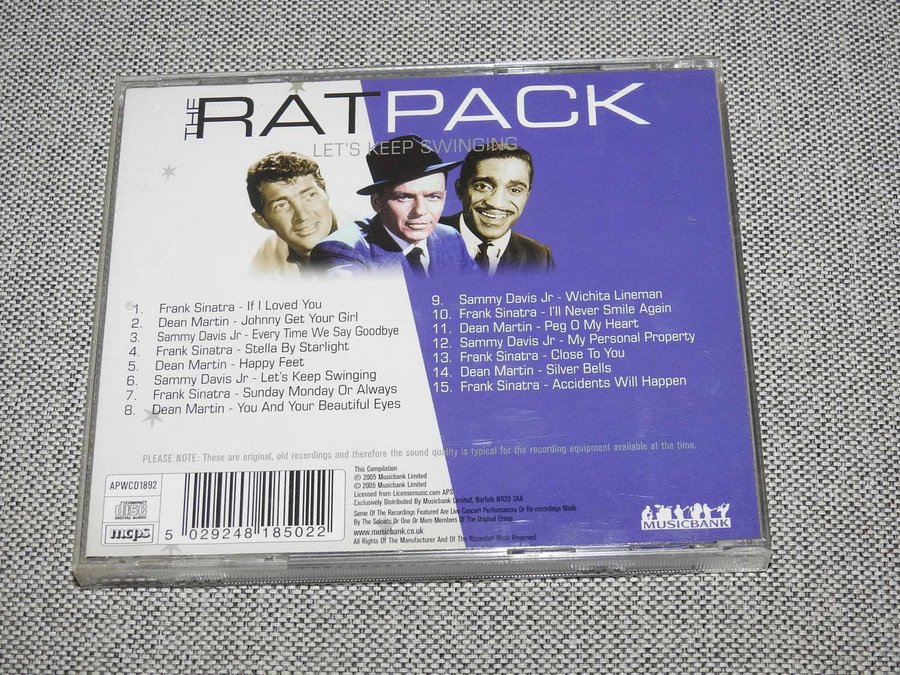 THE RATPACK
LET'S KEEP SWINGING
1. Frank Sinatra - If I Loved You
2. Dean Martin - Johnny Get Your Girl
3. Sammy Davis Jr - Every Time We Say Goodbye
4. Frank Sinatra - Stella By Starlight
5. Dean Martin - Happy Feet
6. Sammy Davis Jr - Let's Keep Swinging
7. Frank Sinatra - Sunday Monday Or Always
8. Dean Martin - You And Your Beautiful Eyes
9. Sammy Davis Jr - Wichita Lineman
10. Frank Sinatra - I'll Never Smile Again
11. Dean Martin - Peg O My Heart
12. Sammy Davis Jr - My Personal Property
13. Frank Sinatra - Close To You
14. Dean Martin - Silver Bells
15. Frank Sinatra - Accidents Will Happen
PLEASE NOTE: These are original, old recordings and therefore the sound quality is typical for the recording equipment available at the time.
APWCD1892
COMPACT
disc
DIGITAL AUDIO
mcps
5 029248 185022
This Compilation
℗ 2005 Musicbank Limited
© 2005 Musicbank Limited
Licensed from Licensemusic.com APS
Exclusively Distributed By Musicbank Limited, Norfolk NR29 3AA
Some Of The Recordings Featured Are Live Concert Performances Or Re-recordings Made
By The Soloists Or One Or More Members Of The Original Group
www.musicbank.co.uk
All Rights Of The Manufacturer And Of The Recorded Work Reserved.
MUSICBANK